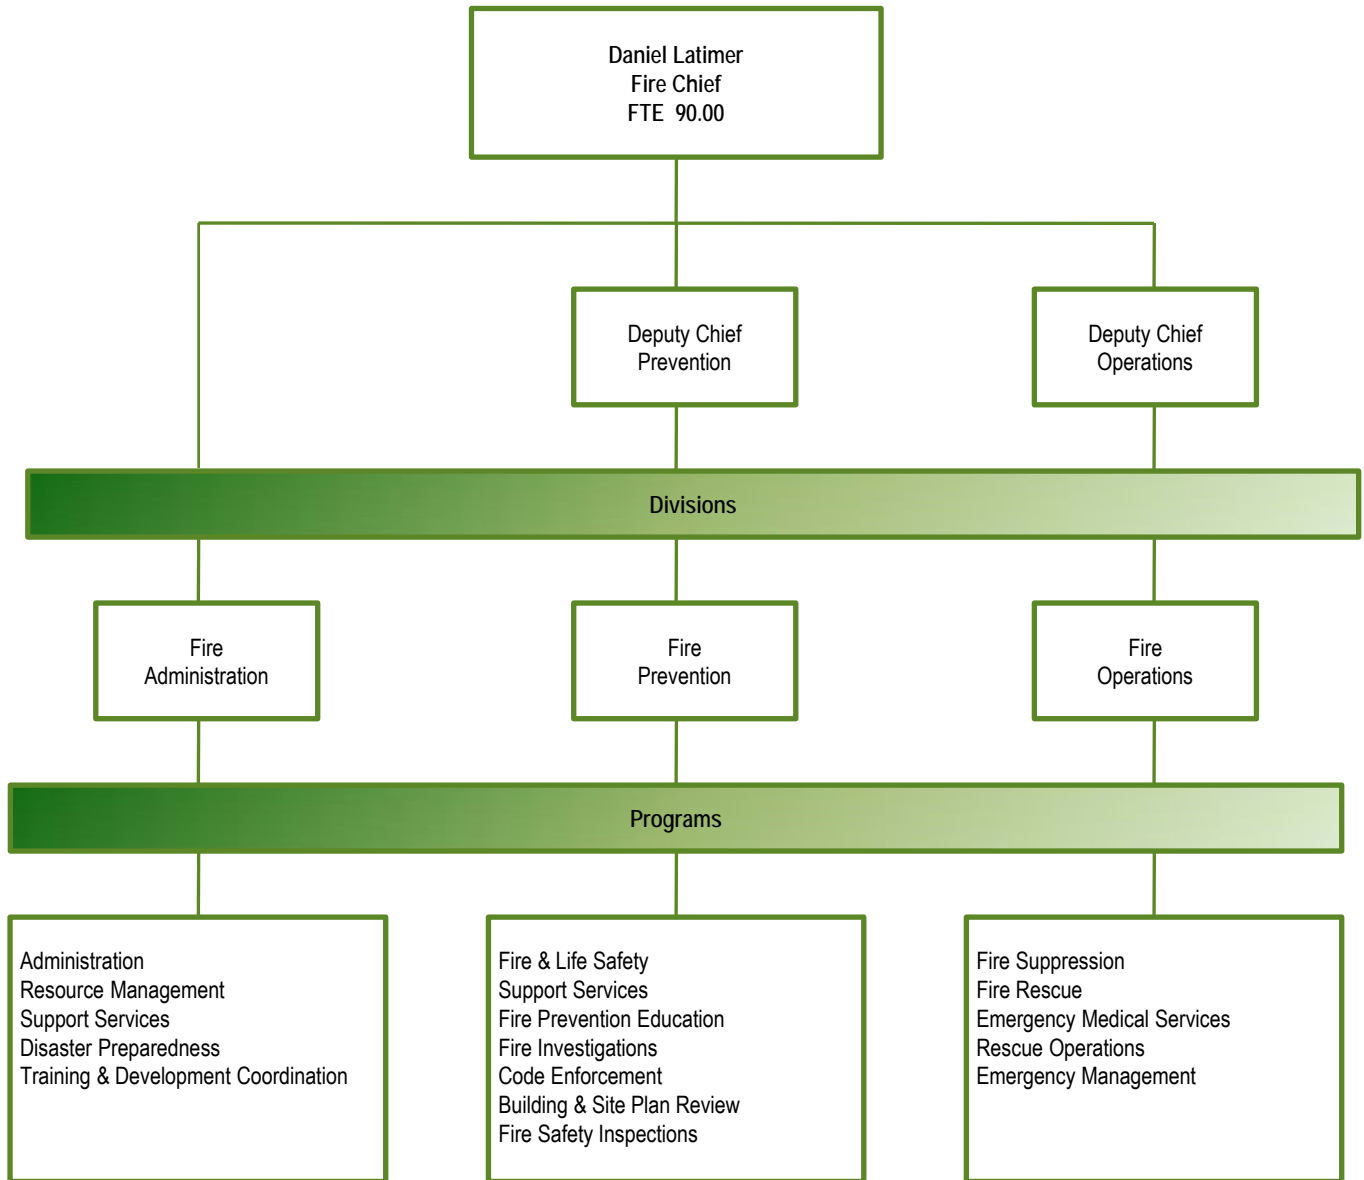 Daniel Latimer
Fire Chief
FTE 90.00
Deputy Chief
Prevention
Deputy Chief
Operations
Divisions
Fire
Administration
Fire
Prevention
Fire
Operations
Programs
Administration
Resource Management
Support Services
Disaster Preparedness
Training & Development Coordination
Fire & Life Safety
Support Services
Fire Prevention Education
Fire Investigations
Code Enforcement
Building & Site Plan Review
Fire Safety Inspections
Fire Suppression
Fire Rescue
Emergency Medical Services
Rescue Operations
Emergency Management